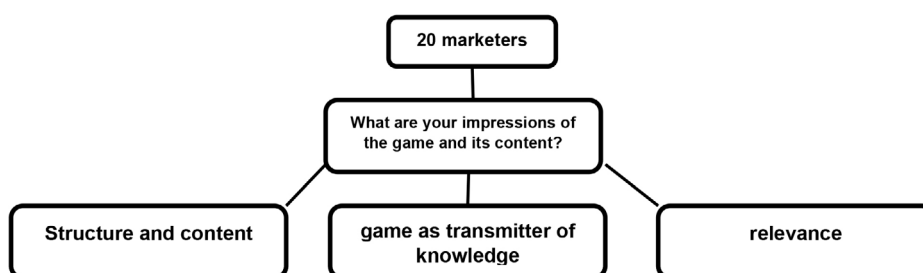 20 marketers
What are your impressions of
the game and its content?
Structure and content
game as transmitter of
knowledge
relevance